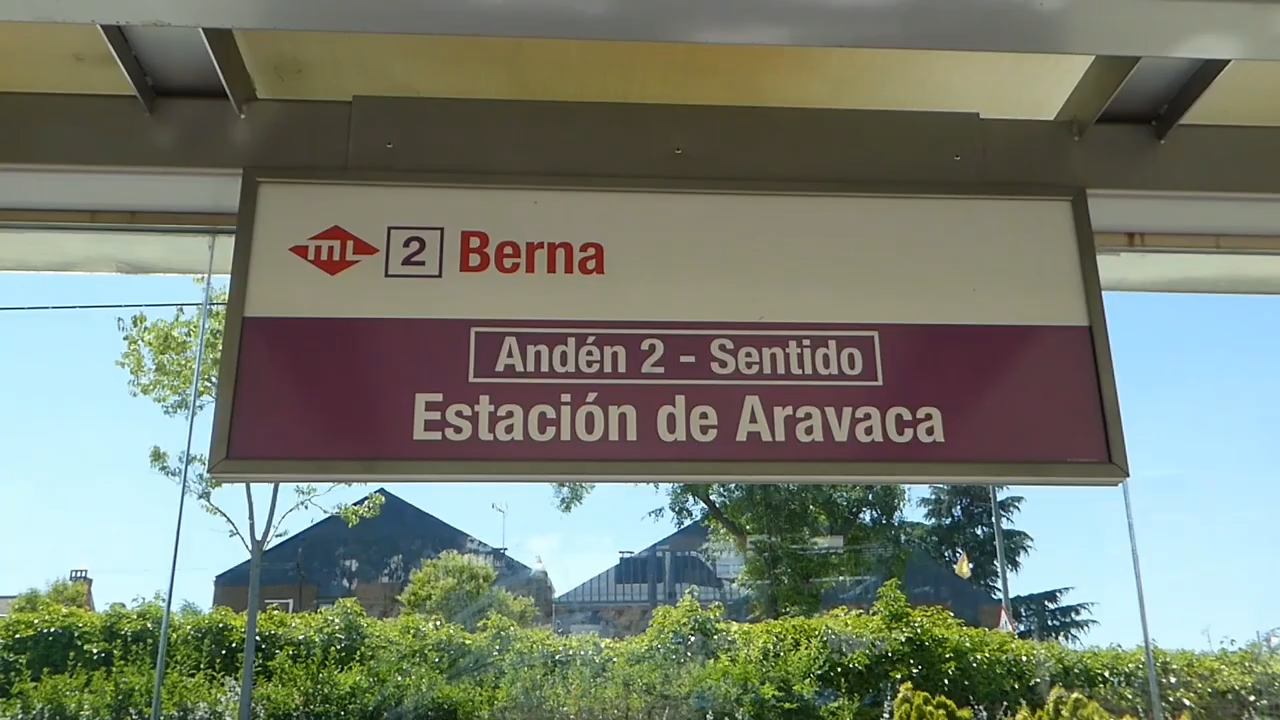 ML 2 Berna
Andén 2 - Sentido
Estación de Aravaca